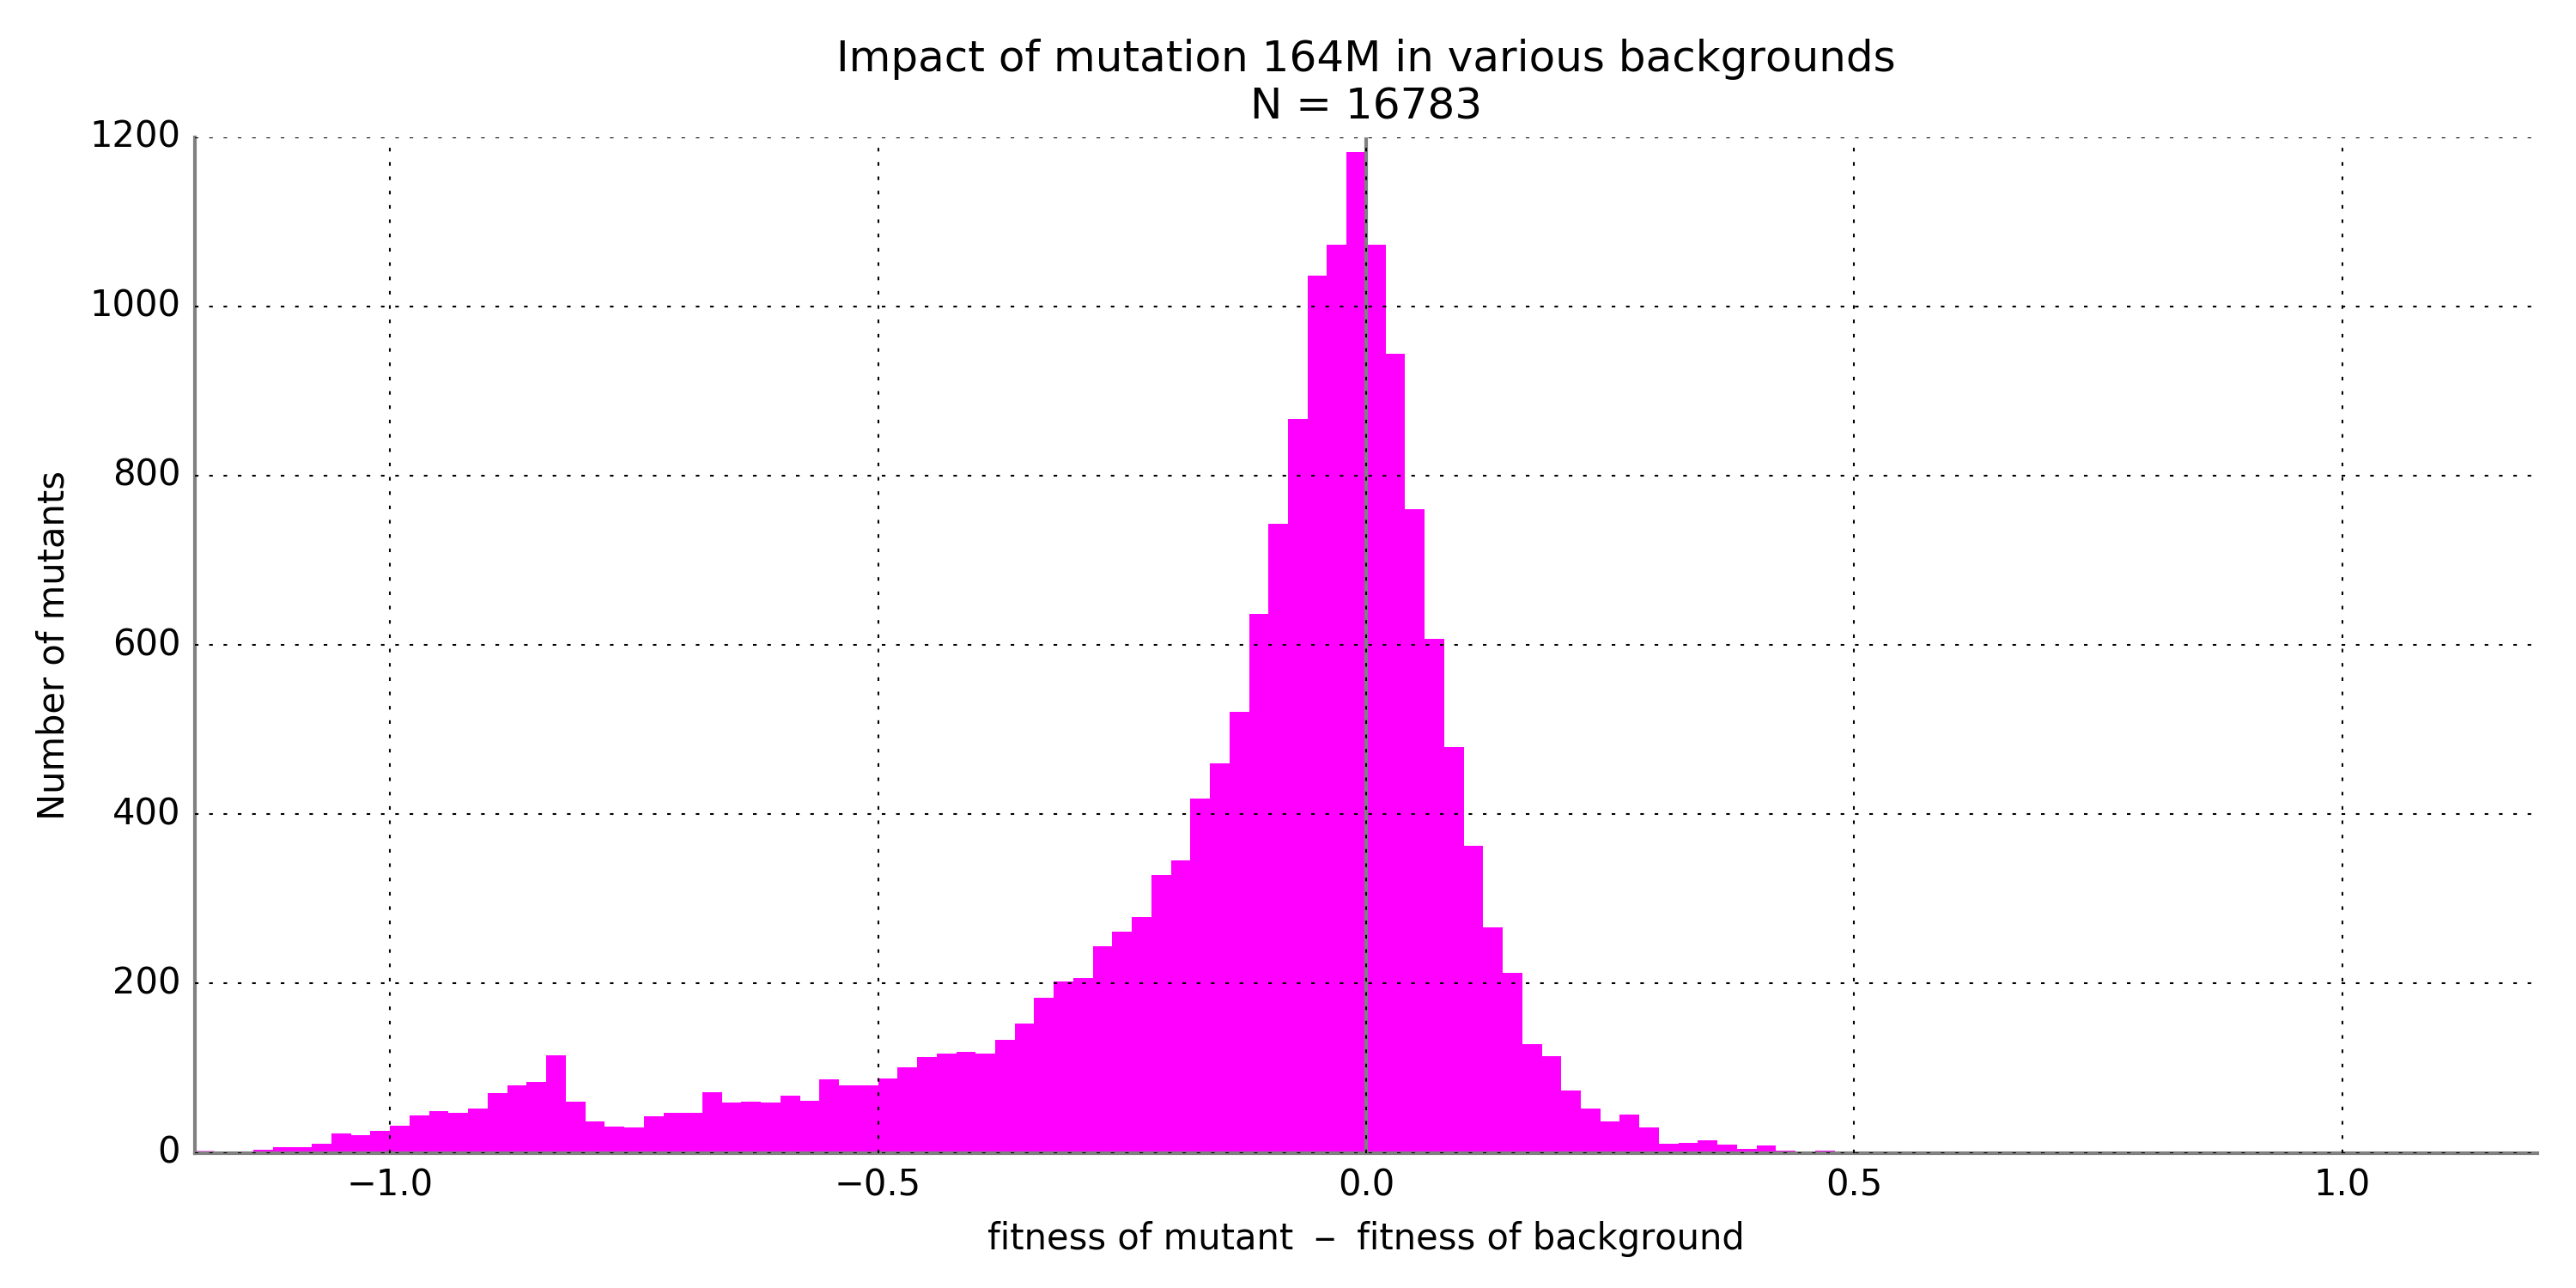 Impact of mutation 164M in various backgrounds
N = 16783
1200
1000
800
600
400
200
0
Number of mutants
−1.0 −0.5 0.0 0.5 1.0
fitness of mutant – fitness of background